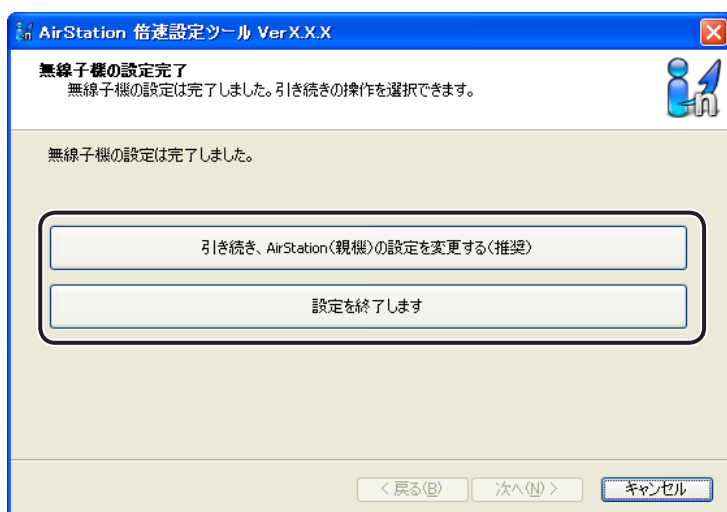 AirStation 倍速設定ツール VerX.X.X
無線子機の設定完了
無線子機の設定は完了しました。引き続きの操作を選択できます。
n
無線子機の設定は完了しました。
引き続き、AirStation(親機)の設定を変更する(推奨)
設定を終了します
< 戻る(B)
次へ(N) >
キャンセル